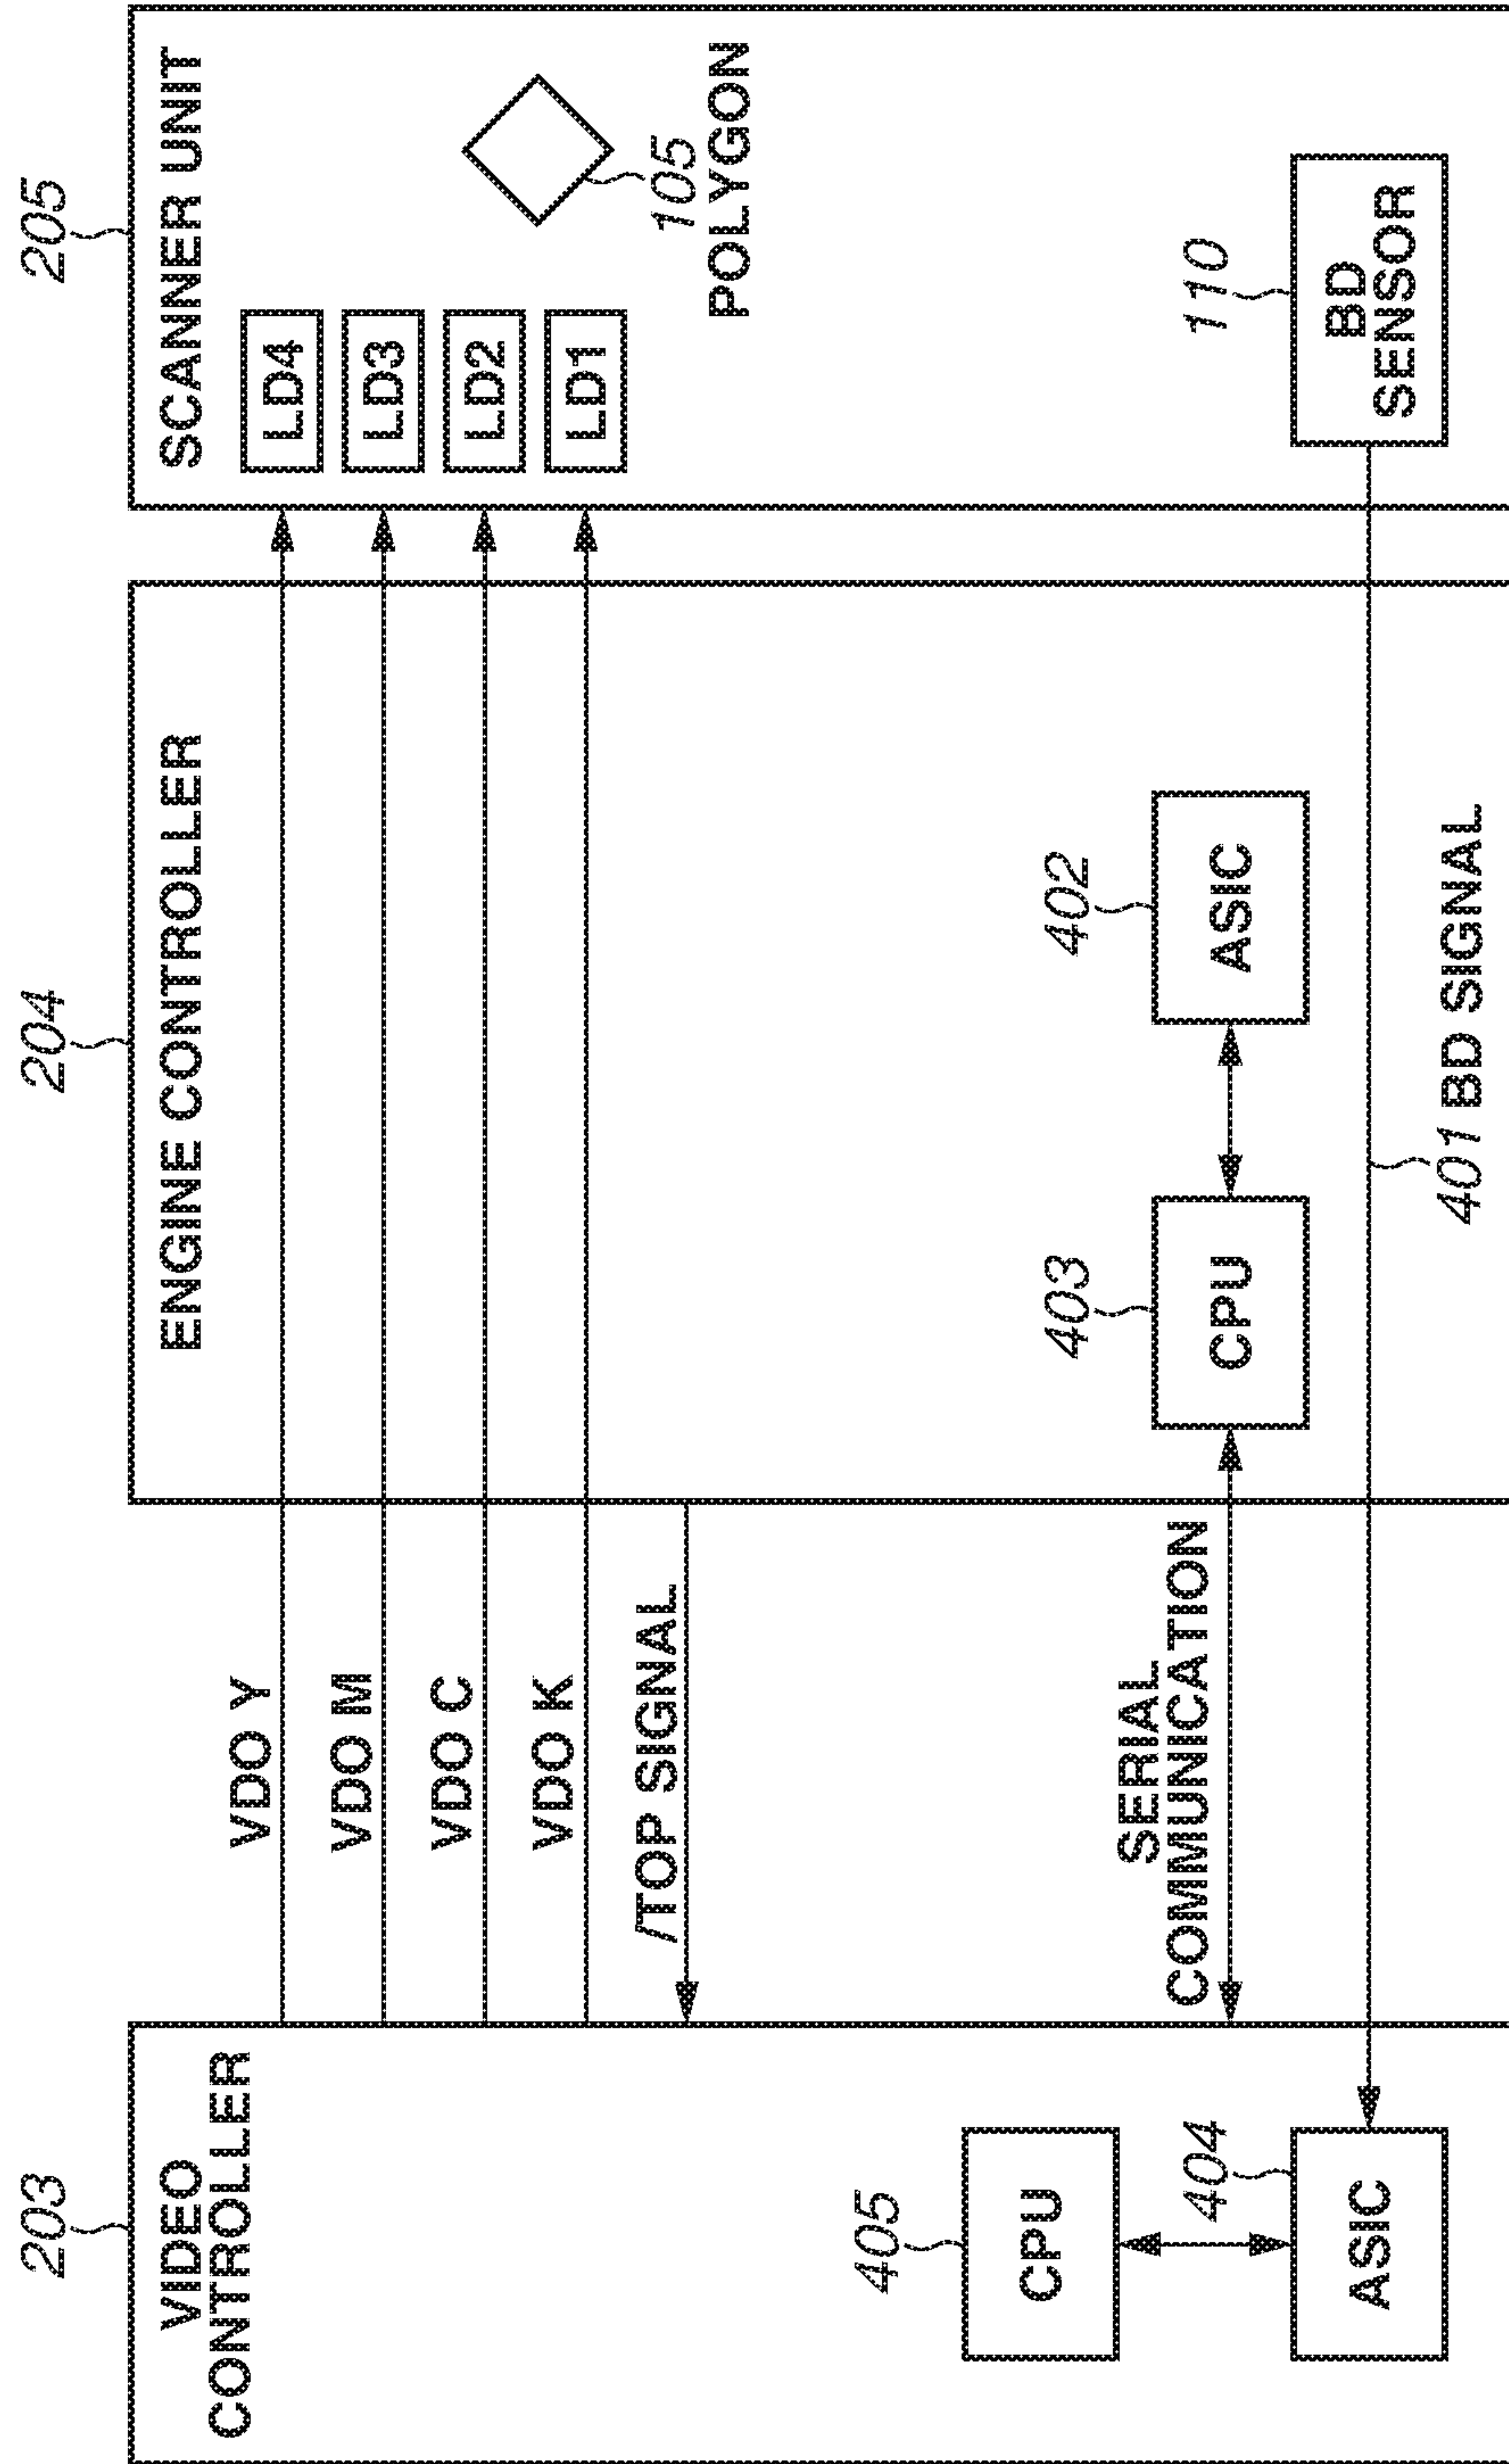 203
VIDEO
CONTROLLER
405
CPU
404
ASIC
VDO Y
VDO M
VDO C
VDO K
/TOP SIGNAL
SERIAL
COMMUNICATION
204
ENGINE CONTROLLER
403
CPU
402
ASIC
401 BD SIGNAL
205
SCANNER UNIT
LD4
LD3
LD2
LD1
105
POLYGON
110
BD
SENSOR